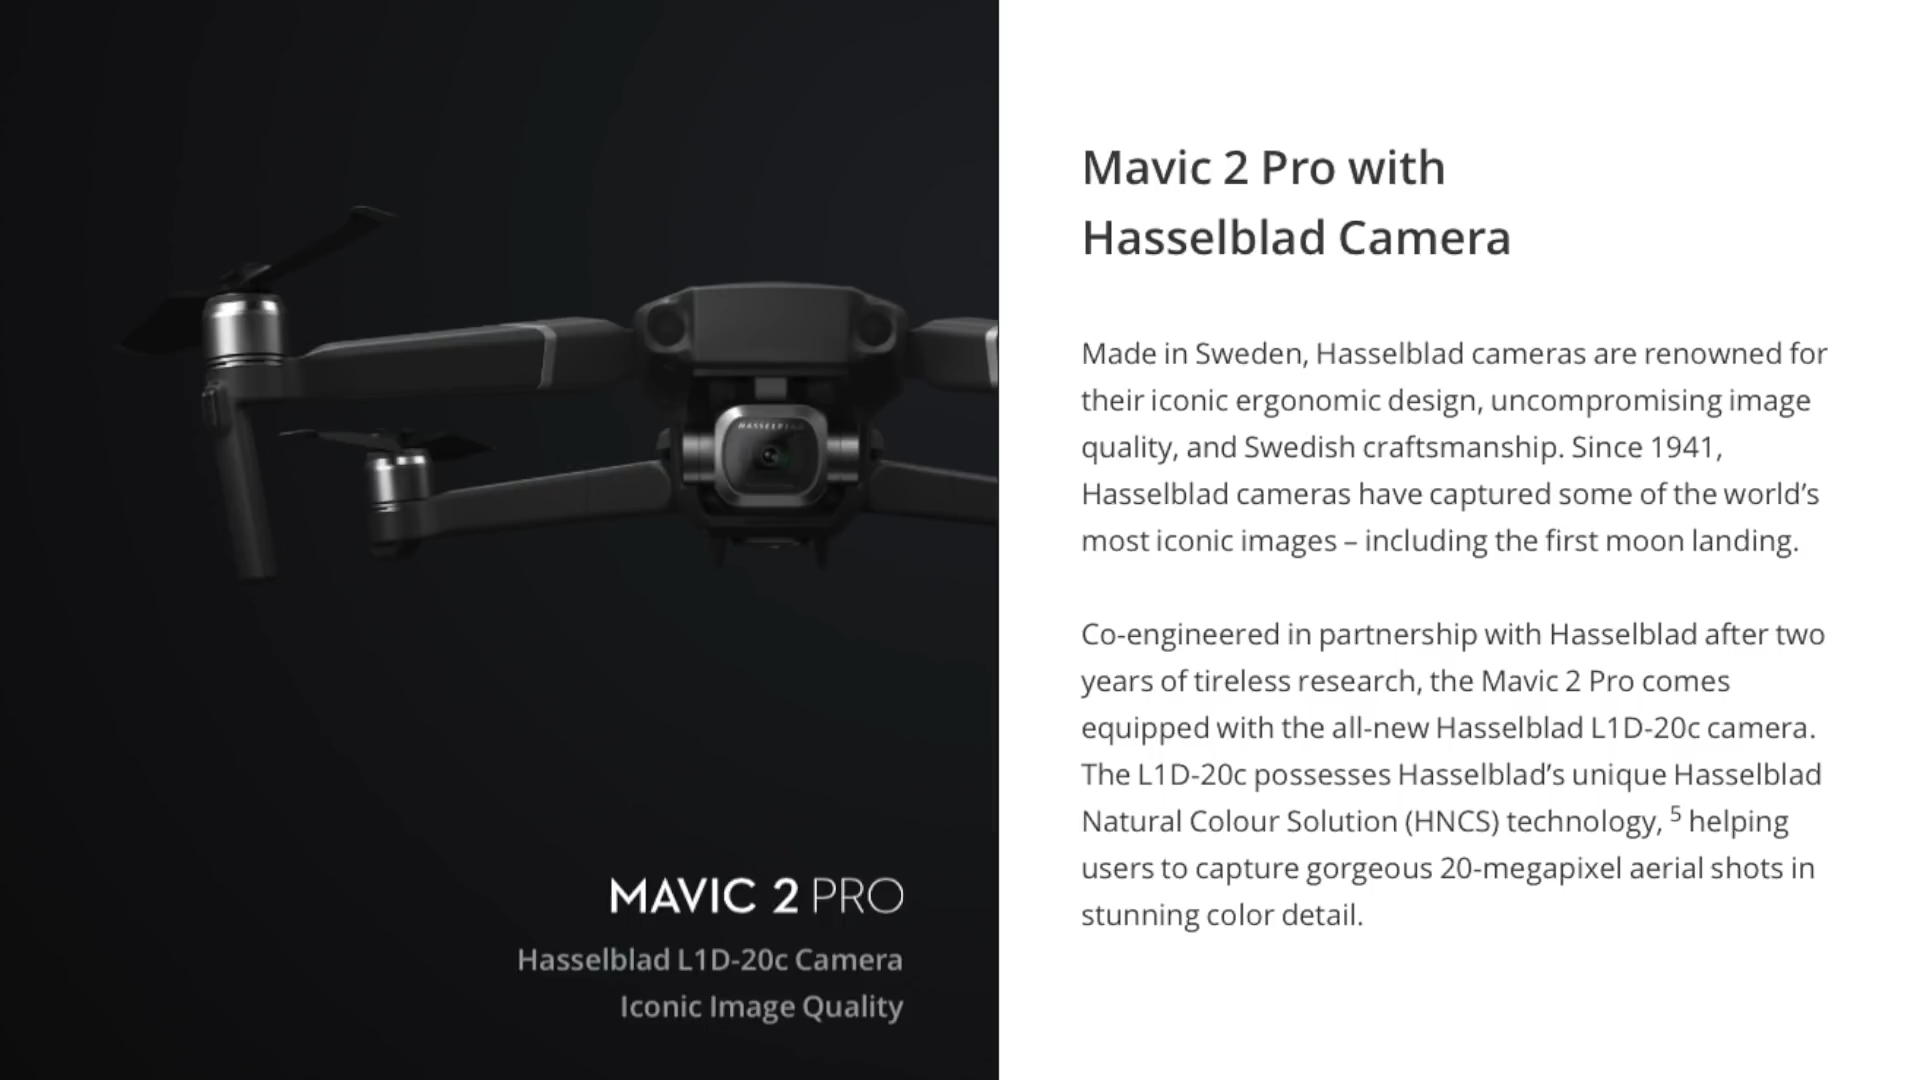 HASSELBLAD
MAVIC 2 PRO
Hasselblad L1D-20c Camera
Iconic Image Quality
Mavic 2 Pro with
Hasselblad Camera
Made in Sweden, Hasselblad cameras are renowned for
their iconic ergonomic design, uncompromising image
quality, and Swedish craftsmanship. Since 1941,
Hasselblad cameras have captured some of the world’s
most iconic images – including the first moon landing.
Co-engineered in partnership with Hasselblad after two
years of tireless research, the Mavic 2 Pro comes
equipped with the all-new Hasselblad L1D-20c camera.
The L1D-20c possesses Hasselblad’s unique Hasselblad
Natural Colour Solution (HNCS) technology, ⁵ helping
users to capture gorgeous 20-megapixel aerial shots in
stunning color detail.